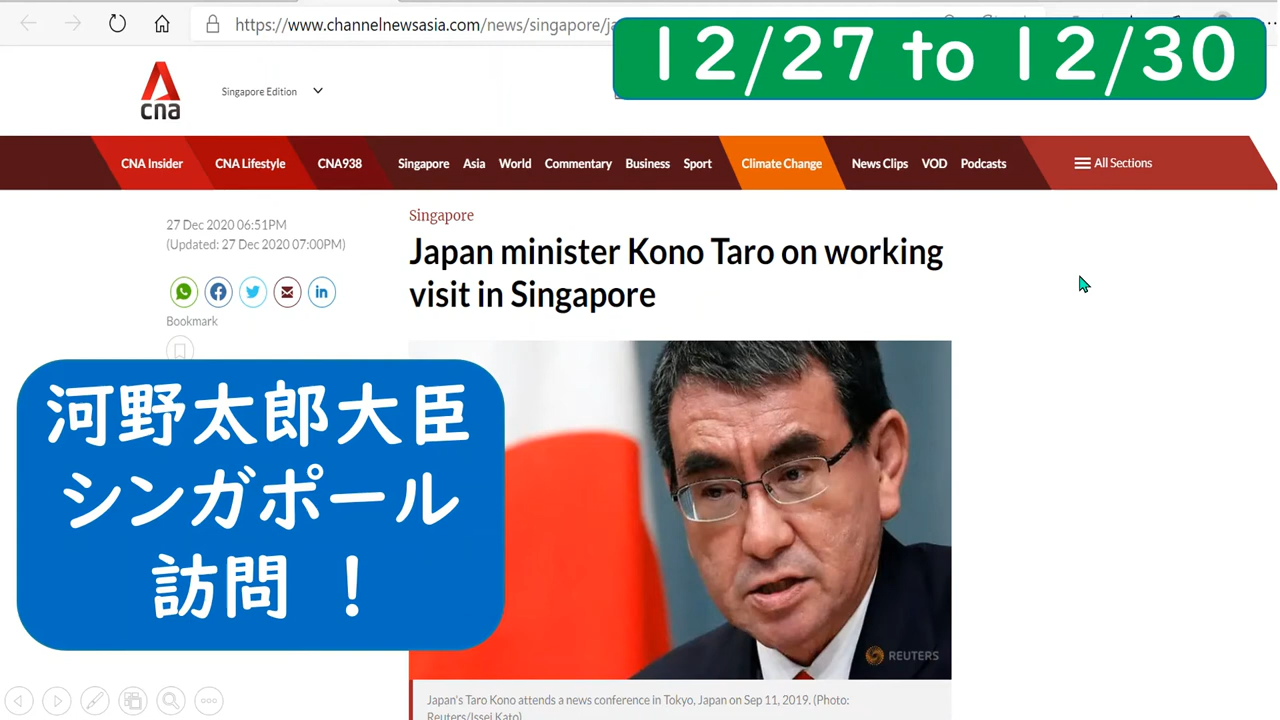 https://www.channelnewsasia.com/news/singapore/ja
12/27 to 12/30
cna
Singapore Edition
CNA Insider
CNA Lifestyle
CNA938
Singapore
Asia
World
Commentary
Business
Sport
Climate Change
News Clips
VOD
Podcasts
All Sections
27 Dec 2020 06:51PM
(Updated: 27 Dec 2020 07:00PM)
Bookmark
Singapore
Japan minister Kono Taro on working
visit in Singapore
河野太郎大臣
シンガポール
訪問 !
REUTERS
Japan's Taro Kono attends a news conference in Tokyo, Japan on Sep 11, 2019. (Photo:
Reuters/Issei Kato)